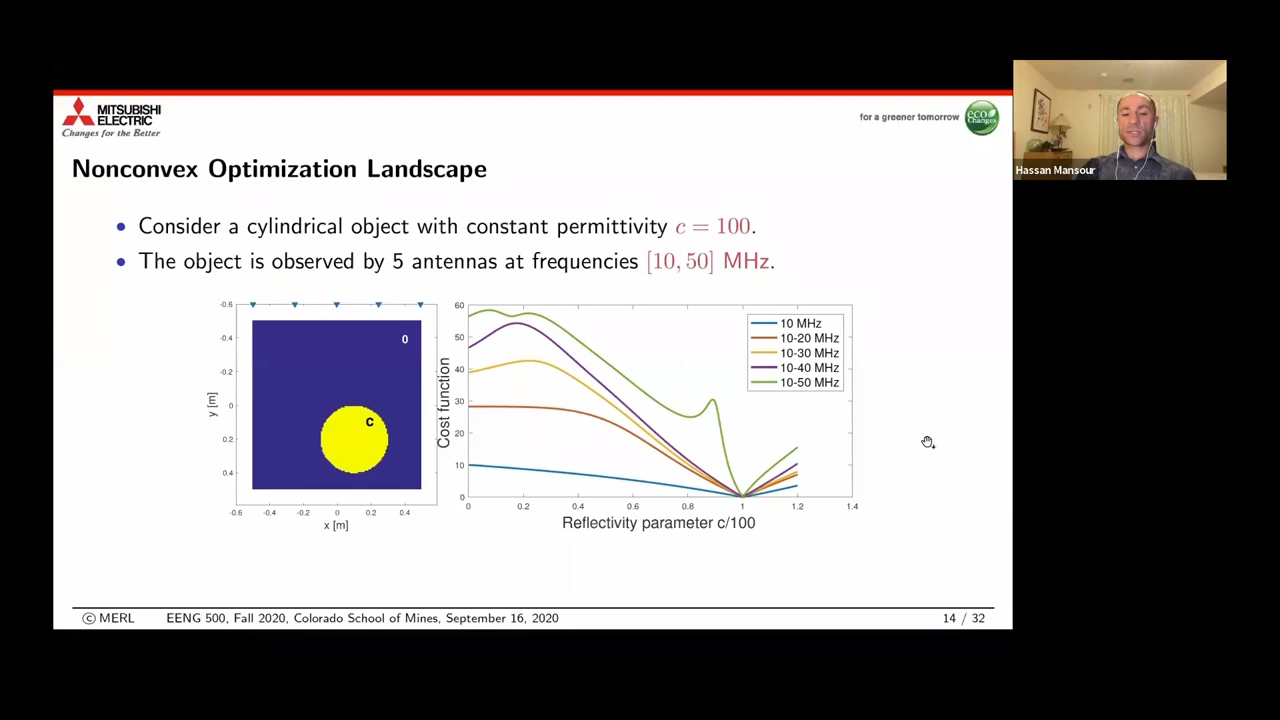 MITSUBISHI
ELECTRIC
Changes for the Better
for a greener tomorrow
eco
Changes
Hassan Mansour
Nonconvex Optimization Landscape
• Consider a cylindrical object with constant permittivity c = 100.
• The object is observed by 5 antennas at frequencies [10, 50] MHz.
-0.6
-0.4
-0.2
0
0.2
0.4
y [m]
0
c
-0.6 -0.4 -0.2 0 0.2 0.4
x [m]
60
50
40
30
20
10
0
Cost function
10 MHz
10-20 MHz
10-30 MHz
10-40 MHz
10-50 MHz
0 0.2 0.4 0.6 0.8 1 1.2 1.4
Reflectivity parameter c/100
© MERL EENG 500, Fall 2020, Colorado School of Mines, September 16, 2020 14 / 32